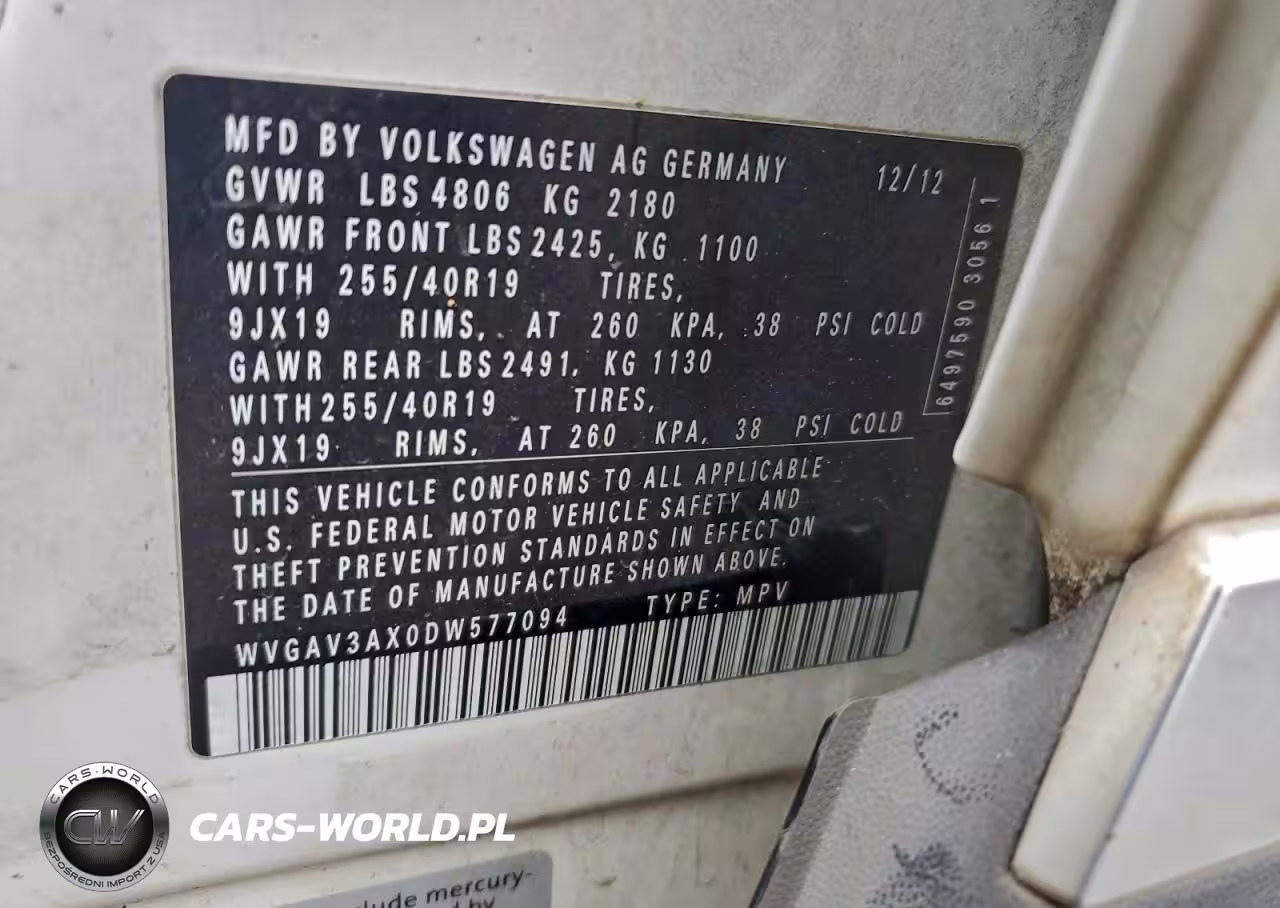 MFD BY VOLKSWAGEN AG GERMANY 12/12
GVWR LBS 4806 KG 2180
GAWR FRONT LBS 2425, KG 1100
WITH 255/40R19 TIRES,
9JX19 RIMS, AT 260 KPA, 38 PSI COLD
GAWR REAR LBS 2491, KG 1130
WITH 255/40R19 TIRES,
9JX19 RIMS, AT 260 KPA, 38 PSI COLD
6497590 3056 1
THIS VEHICLE CONFORMS TO ALL APPLICABLE
U.S. FEDERAL MOTOR VEHICLE SAFETY AND
THEFT PREVENTION STANDARDS IN EFFECT ON
THE DATE OF MANUFACTURE SHOWN ABOVE.
WVGAV3AX0DW577094 TYPE: MPV
CARS-WORLD
CW
BEZPOŚREDNI IMPORT Z USA
CARS-WORLD.PL
mercury-
by